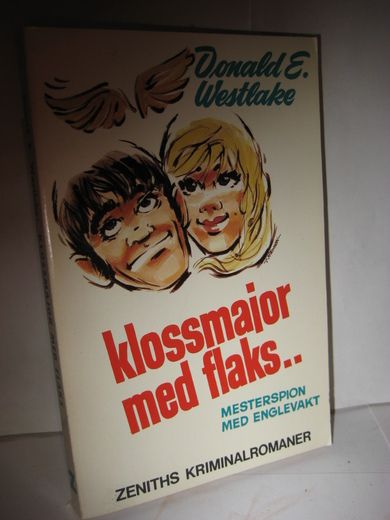 Donald E.
Westlake
klossmajor
med flaks..
MESTERSPION
MED ENGLEVAKT
ZENITHS KRIMINALROMANER